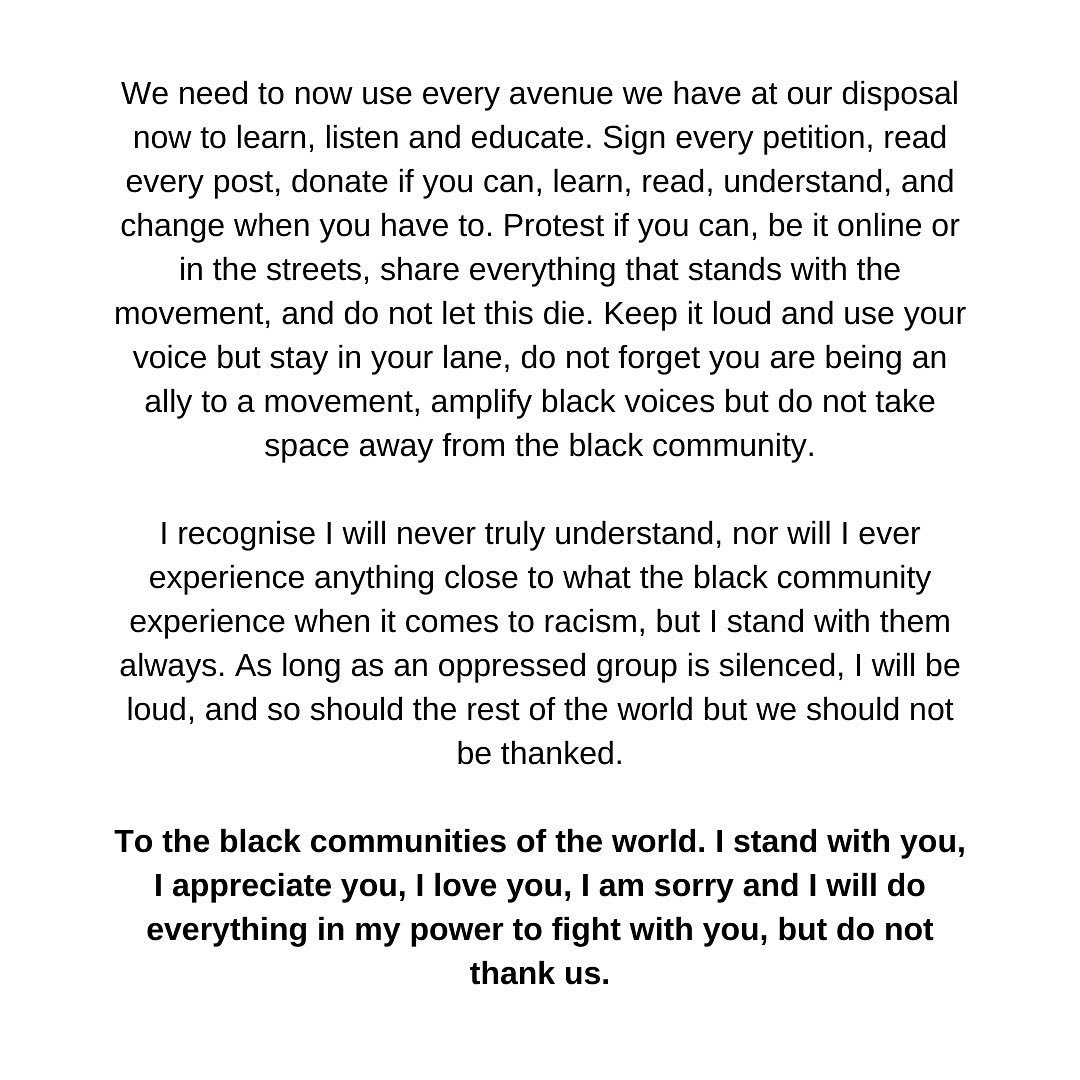 We need to now use every avenue we have at our disposal
now to learn, listen and educate. Sign every petition, read
every post, donate if you can, learn, read, understand, and
change when you have to. Protest if you can, be it online or
in the streets, share everything that stands with the
movement, and do not let this die. Keep it loud and use your
voice but stay in your lane, do not forget you are being an
ally to a movement, amplify black voices but do not take
space away from the black community.
I recognise I will never truly understand, nor will I ever
experience anything close to what the black community
experience when it comes to racism, but I stand with them
always. As long as an oppressed group is silenced, I will be
loud, and so should the rest of the world but we should not
be thanked.
To the black communities of the world. I stand with you,
I appreciate you, I love you, I am sorry and I will do
everything in my power to fight with you, but do not
thank us.